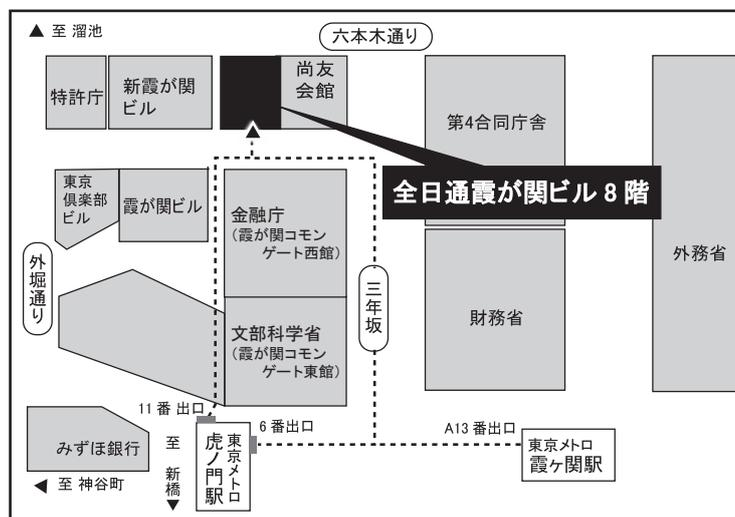 ▲ 至 溜池
六本木通り
特許庁
新霞が関
ビル
尚友
会館
第4合同庁舎
全日通霞が関ビル 8 階
東京
倶楽部
ビル
霞が関ビル
金融庁
(霞が関コモン
ゲート西館)
外務省
外堀通り
三年坂
財務省
文部科学省
(霞が関コモン
ゲート東館)
11 番 出口
6 番出口
A13 番出口
みずほ銀行
至 新橋▼
東京メトロ
虎ノ門駅
東京メトロ
霞ヶ関駅
◀ 至 神谷町